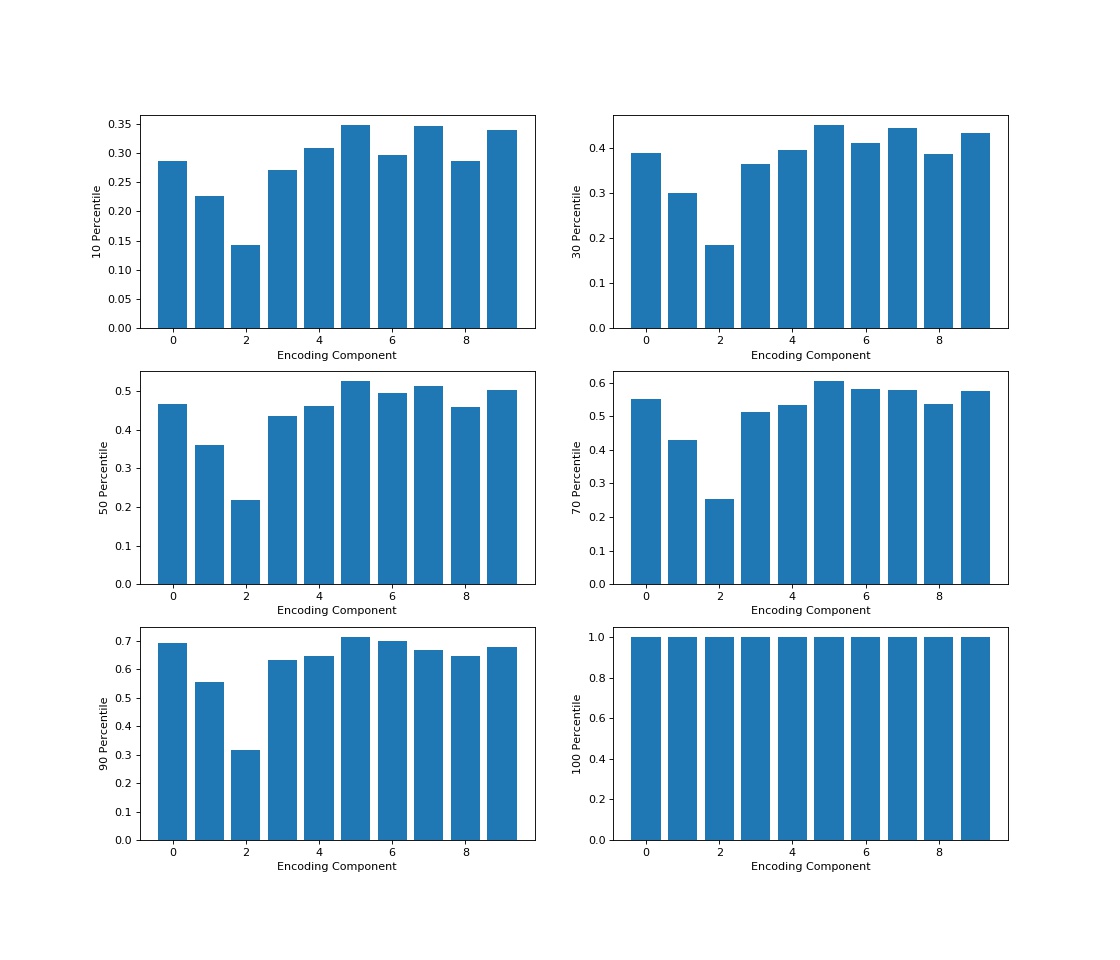 0.35
0.30
0.25
0.20
0.15
0.10
0.05
0.00
10 Percentile
0 2 4 6 8
Encoding Component
0.4
0.3
0.2
0.1
0.0
30 Percentile
0 2 4 6 8
Encoding Component
0.5
0.4
0.3
0.2
0.1
0.0
50 Percentile
0 2 4 6 8
Encoding Component
0.6
0.5
0.4
0.3
0.2
0.1
0.0
70 Percentile
0 2 4 6 8
Encoding Component
0.7
0.6
0.5
0.4
0.3
0.2
0.1
0.0
90 Percentile
0 2 4 6 8
Encoding Component
1.0
0.8
0.6
0.4
0.2
0.0
100 Percentile
0 2 4 6 8
Encoding Component